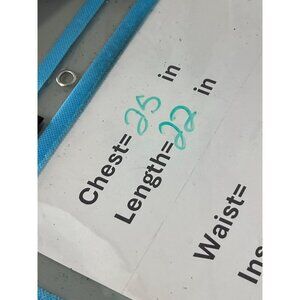 Chest= 25 in
Length= 22 in
Waist=